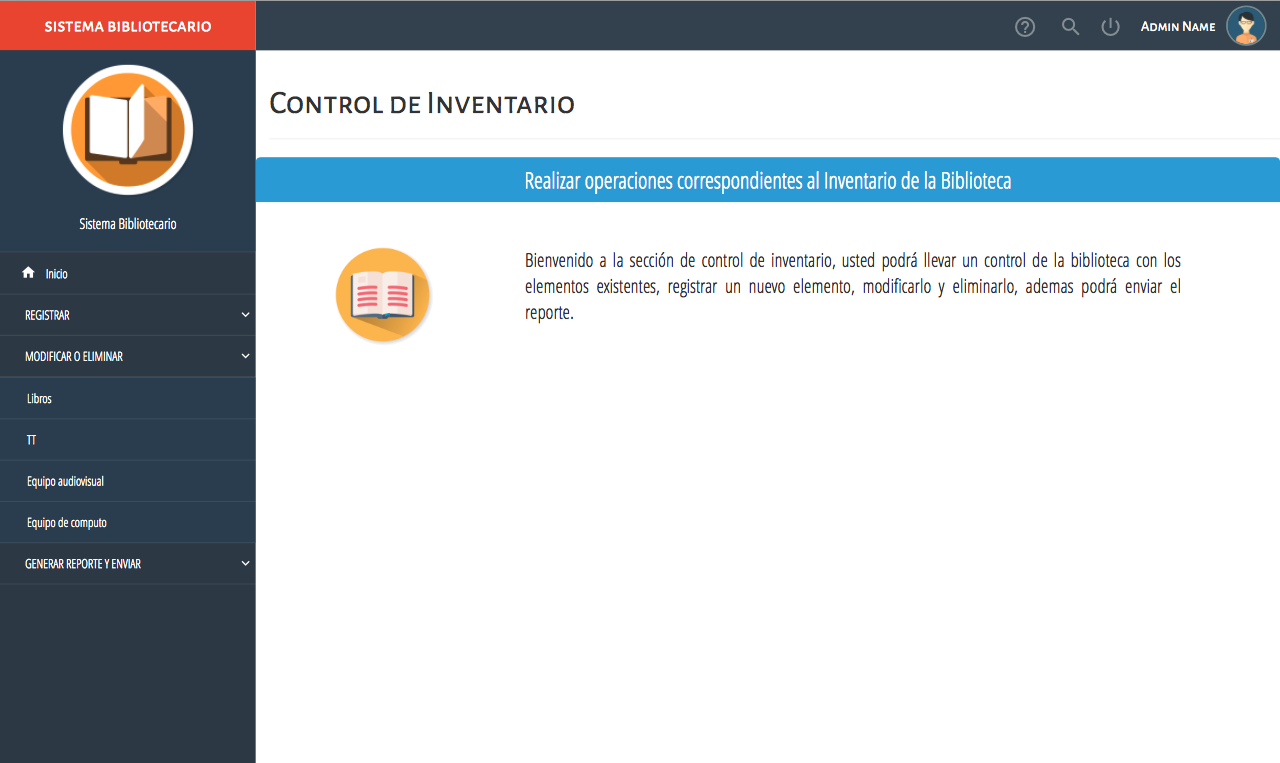 SISTEMA BIBLIOTECARIO
Admin Name
Sistema Bibliotecario
Inicio
REGISTRAR
MODIFICAR O ELIMINAR
Libros
TT
Equipo audiovisual
Equipo de computo
GENERAR REPORTE Y ENVIAR
Control de Inventario
Realizar operaciones correspondientes al Inventario de la Biblioteca
Bienvenido a la sección de control de inventario, usted podrá llevar un control de la biblioteca con los
elementos existentes, registrar un nuevo elemento, modificarlo y eliminarlo, ademas podrá enviar el
reporte.